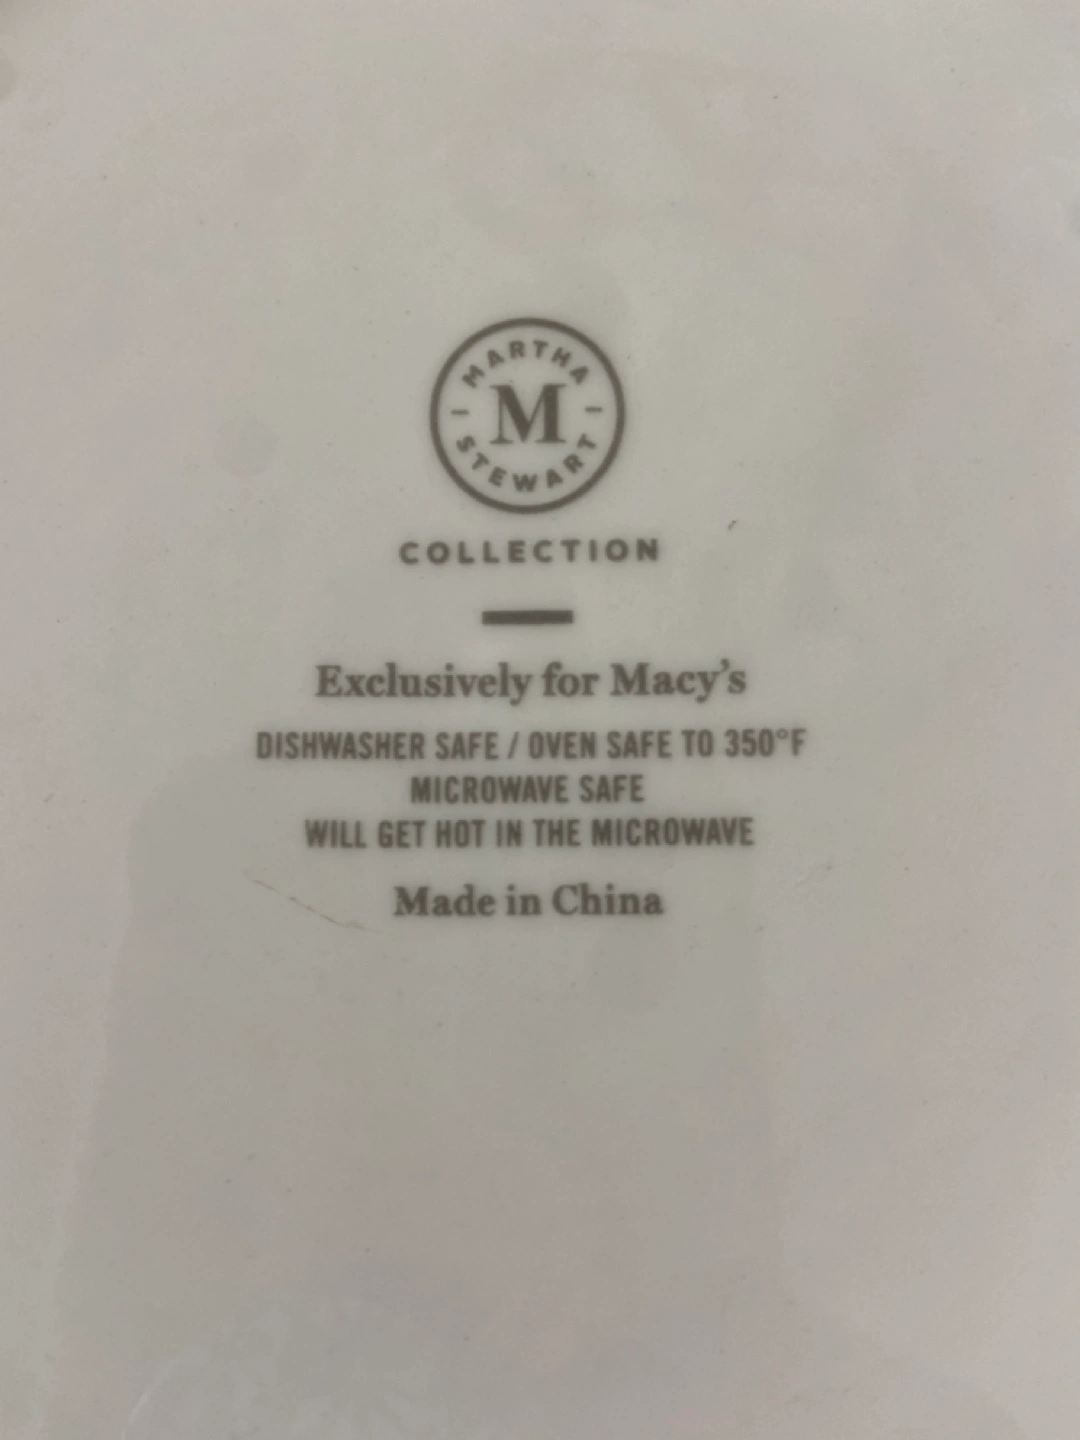 MARTHA
M
STEWART
COLLECTION
Exclusively for Macy's
DISHWASHER SAFE / OVEN SAFE TO 350°F
MICROWAVE SAFE
WILL GET HOT IN THE MICROWAVE
Made in China